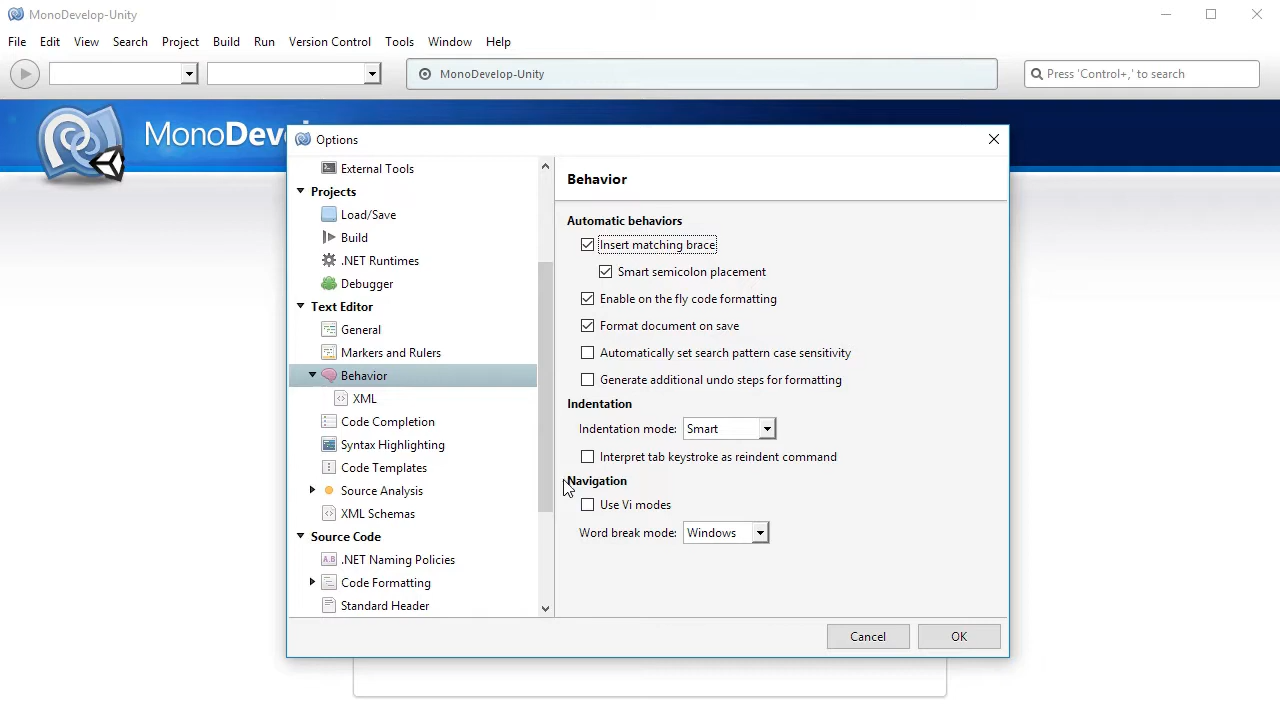 MonoDevelop-Unity
File Edit View Search Project Build Run Version Control Tools Window Help
MonoDevelop-Unity
Press 'Control+,' to search
MonoDevel
Options
External Tools
Projects
Load/Save
Build
.NET Runtimes
Debugger
Text Editor
General
Markers and Rulers
Behavior
XML
Code Completion
Syntax Highlighting
Code Templates
Source Analysis
XML Schemas
Source Code
A.B .NET Naming Policies
Code Formatting
Standard Header
Behavior
Automatic behaviors
Insert matching brace
Smart semicolon placement
Enable on the fly code formatting
Format document on save
Automatically set search pattern case sensitivity
Generate additional undo steps for formatting
Indentation
Indentation mode: Smart
Interpret tab keystroke as reindent command
Navigation
Use Vi modes
Word break mode: Windows
Cancel OK